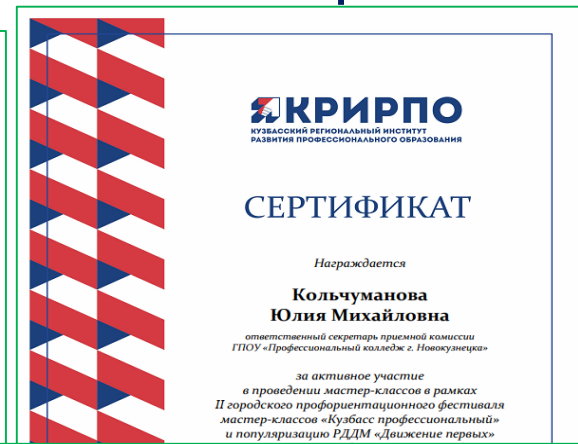 КРИРПО
КУЗБАССКИЙ РЕГИОНАЛЬНЫЙ ИНСТИТУТ
РАЗВИТИЯ ПРОФЕССИОНАЛЬНОГО ОБРАЗОВАНИЯ
СЕРТИФИКАТ
Награждается
Кольчуманова
Юлия Михайловна
ответственный секретарь приемной комиссии
ГПОУ «Профессиональный колледж г. Новокузнецка»
за активное участие
в проведении мастер-классов в рамках
II городского профориентационного фестиваля
мастер-классов «Кузбасс профессиональный»
и популяризацию РДДМ «Движение первых»